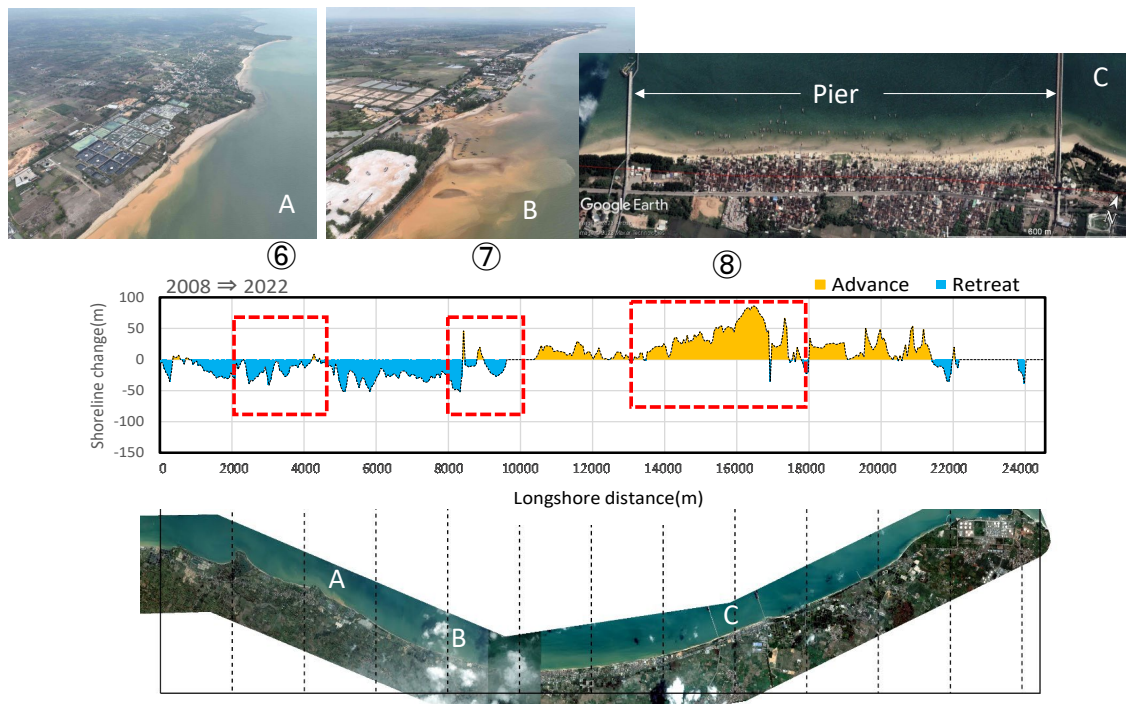 A
B
C
Pier
Google Earth
600 m
N
⑥
⑦
⑧
2008 ⇒ 2022
Advance
Retreat
Shoreline change(m)
100
50
0
-50
-100
-150
0
2000
4000
6000
8000
10000
12000
14000
16000
18000
20000
22000
24000
Longshore distance(m)
A
B
C